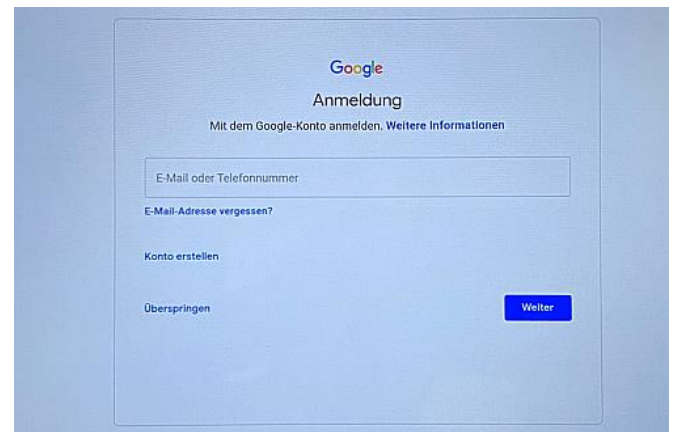 Google
Anmeldung
Mit dem Google-Konto anmelden. Weitere Informationen
E-Mail oder Telefonnummer
E-Mail-Adresse vergessen?
Konto erstellen
Überspringen
Weiter